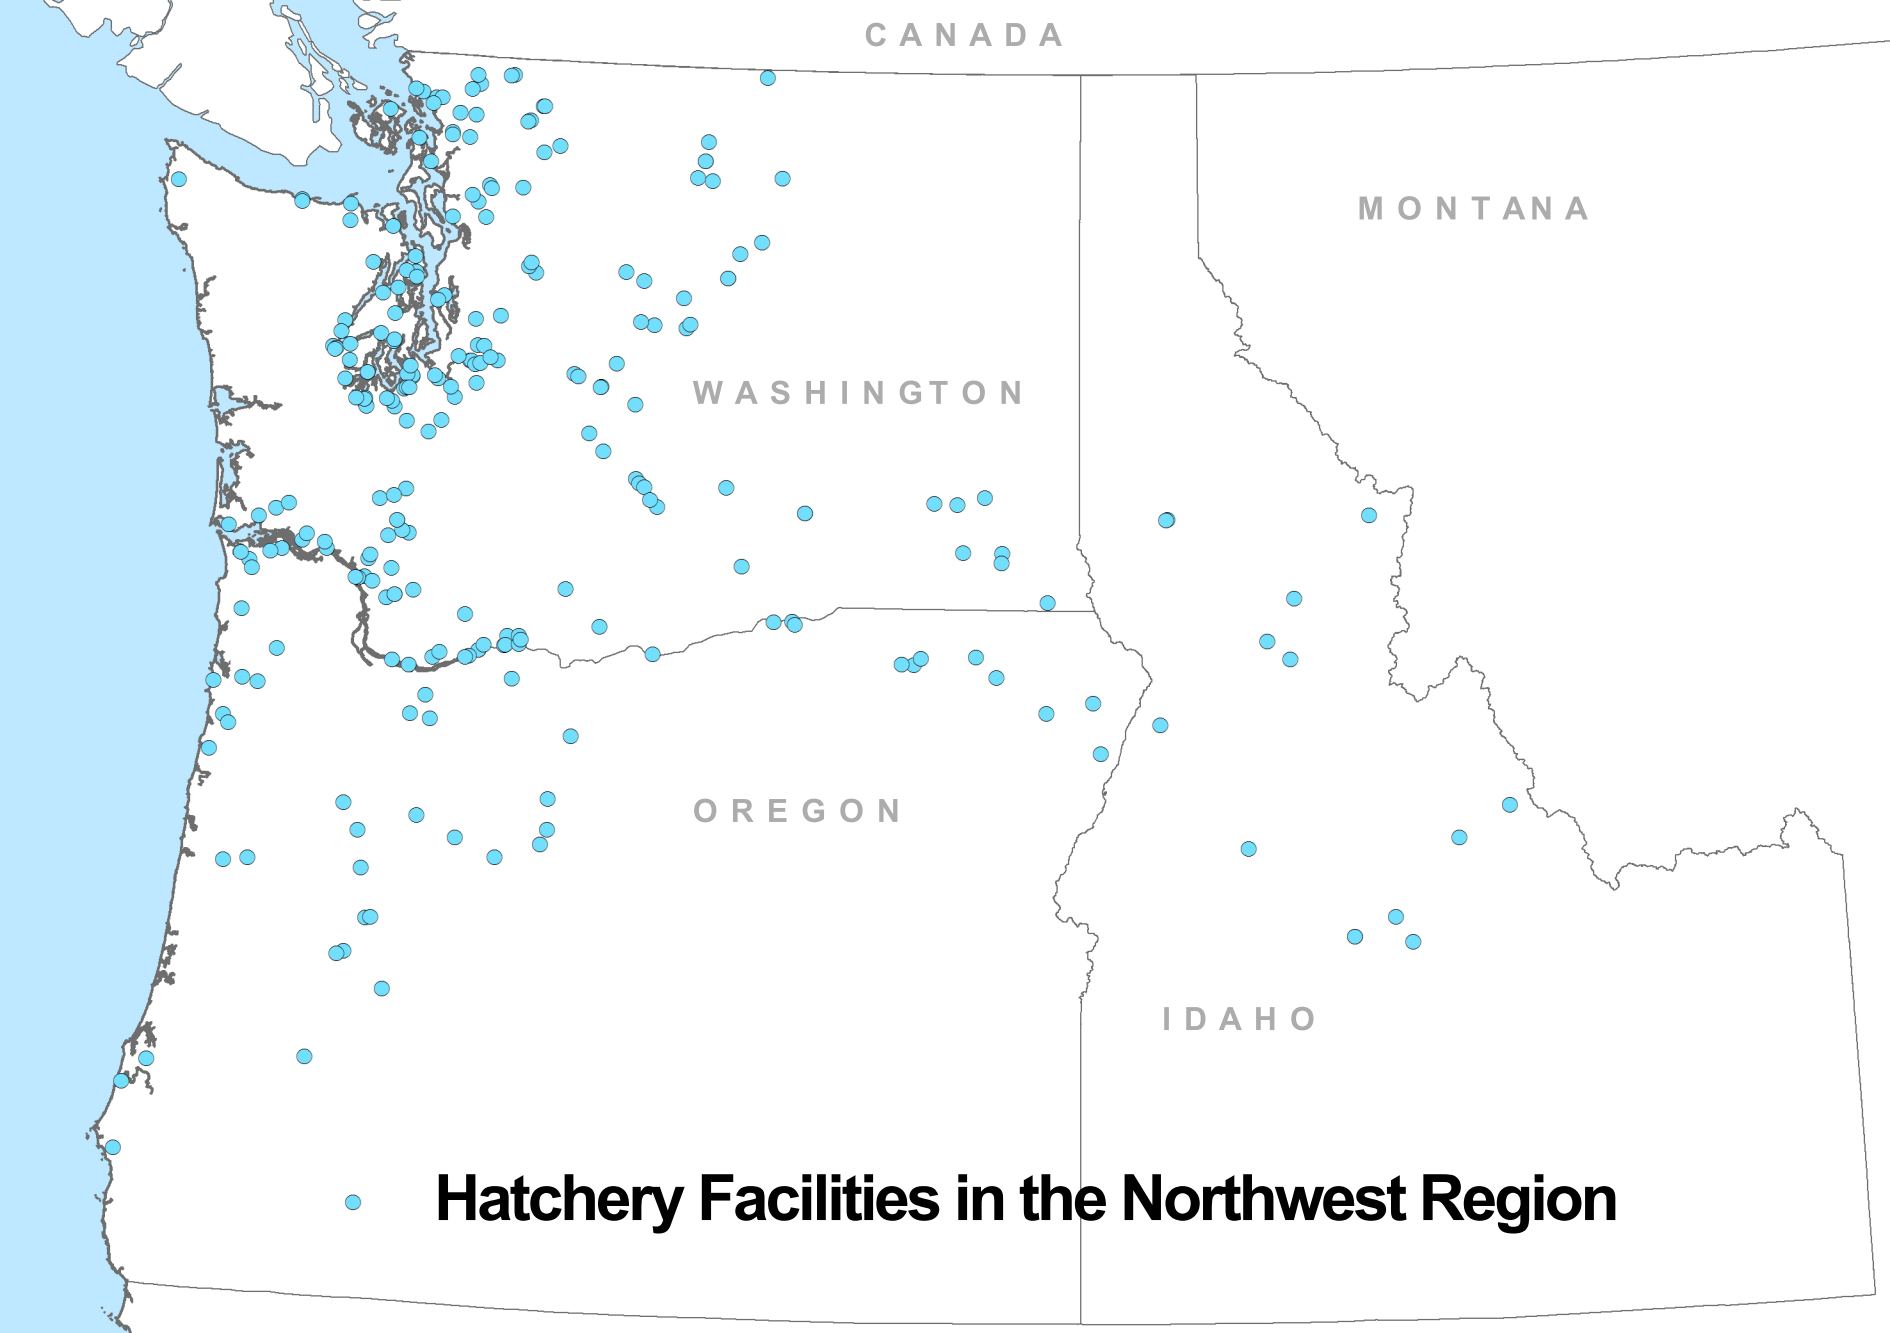 CANADA
MONTANA
WASHINGTON
OREGON
IDAHO
Hatchery Facilities in the Northwest Region